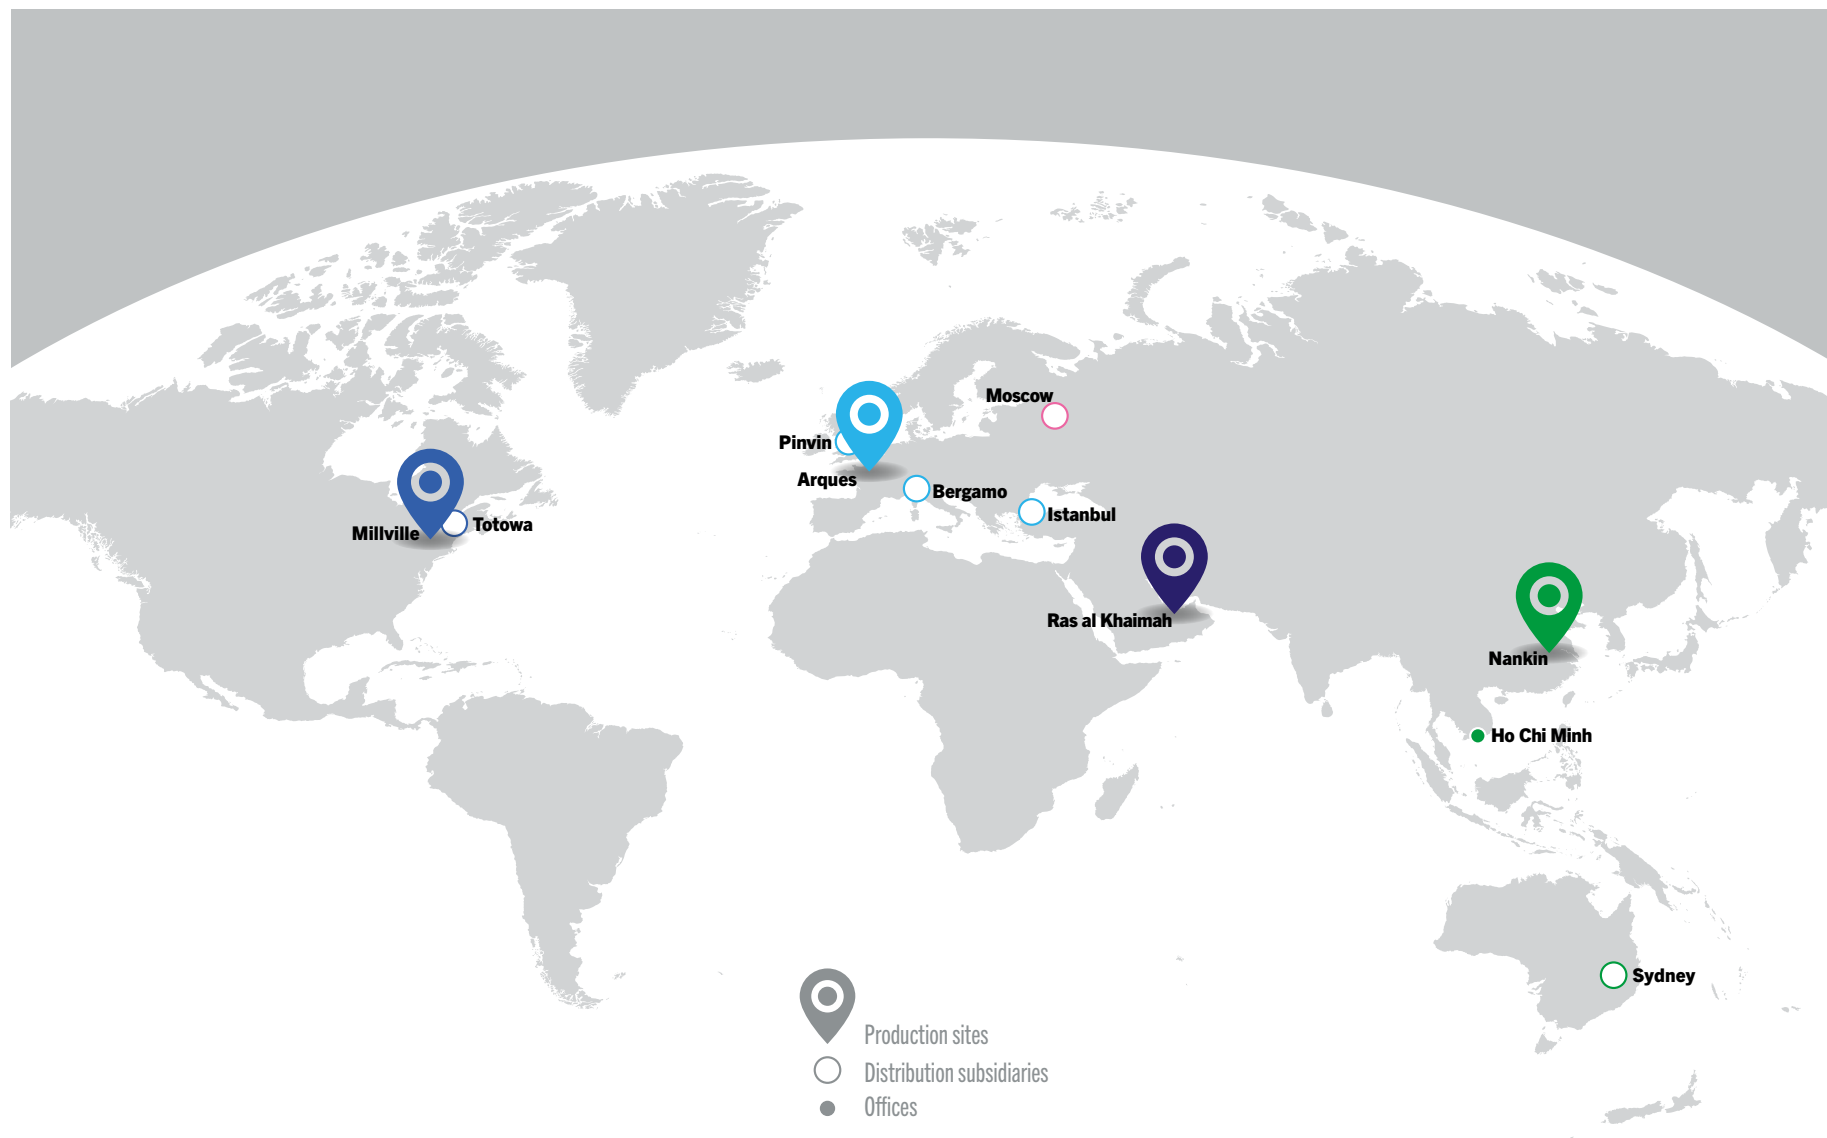 Moscow
Pinvin
Arques
Bergamo
Istanbul
Millville
Totowa
Ras al Khaimah
Nankin
Ho Chi Minh
Sydney
Production sites
Distribution subsidiaries
Offices